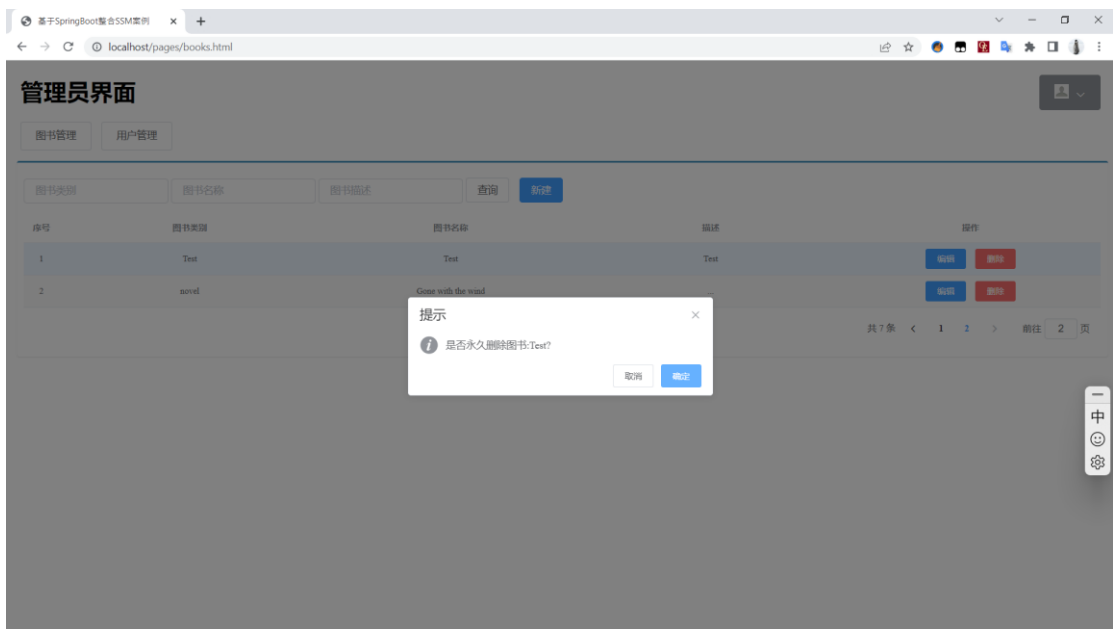 基于SpringBoot整合SSM案例
localhost/pages/books.html
管理员界面
图书管理 用户管理
图书类别 图书名称 图书描述 查询 新建
序号 图书类别 图书名称 描述 操作
1 Test Test Test 编辑 删除
2 novel Gone with the wind ... 编辑 删除
共 7 条 1 2 前往 2 页
提示
是否永久删除图书:Test?
取消 确定
中